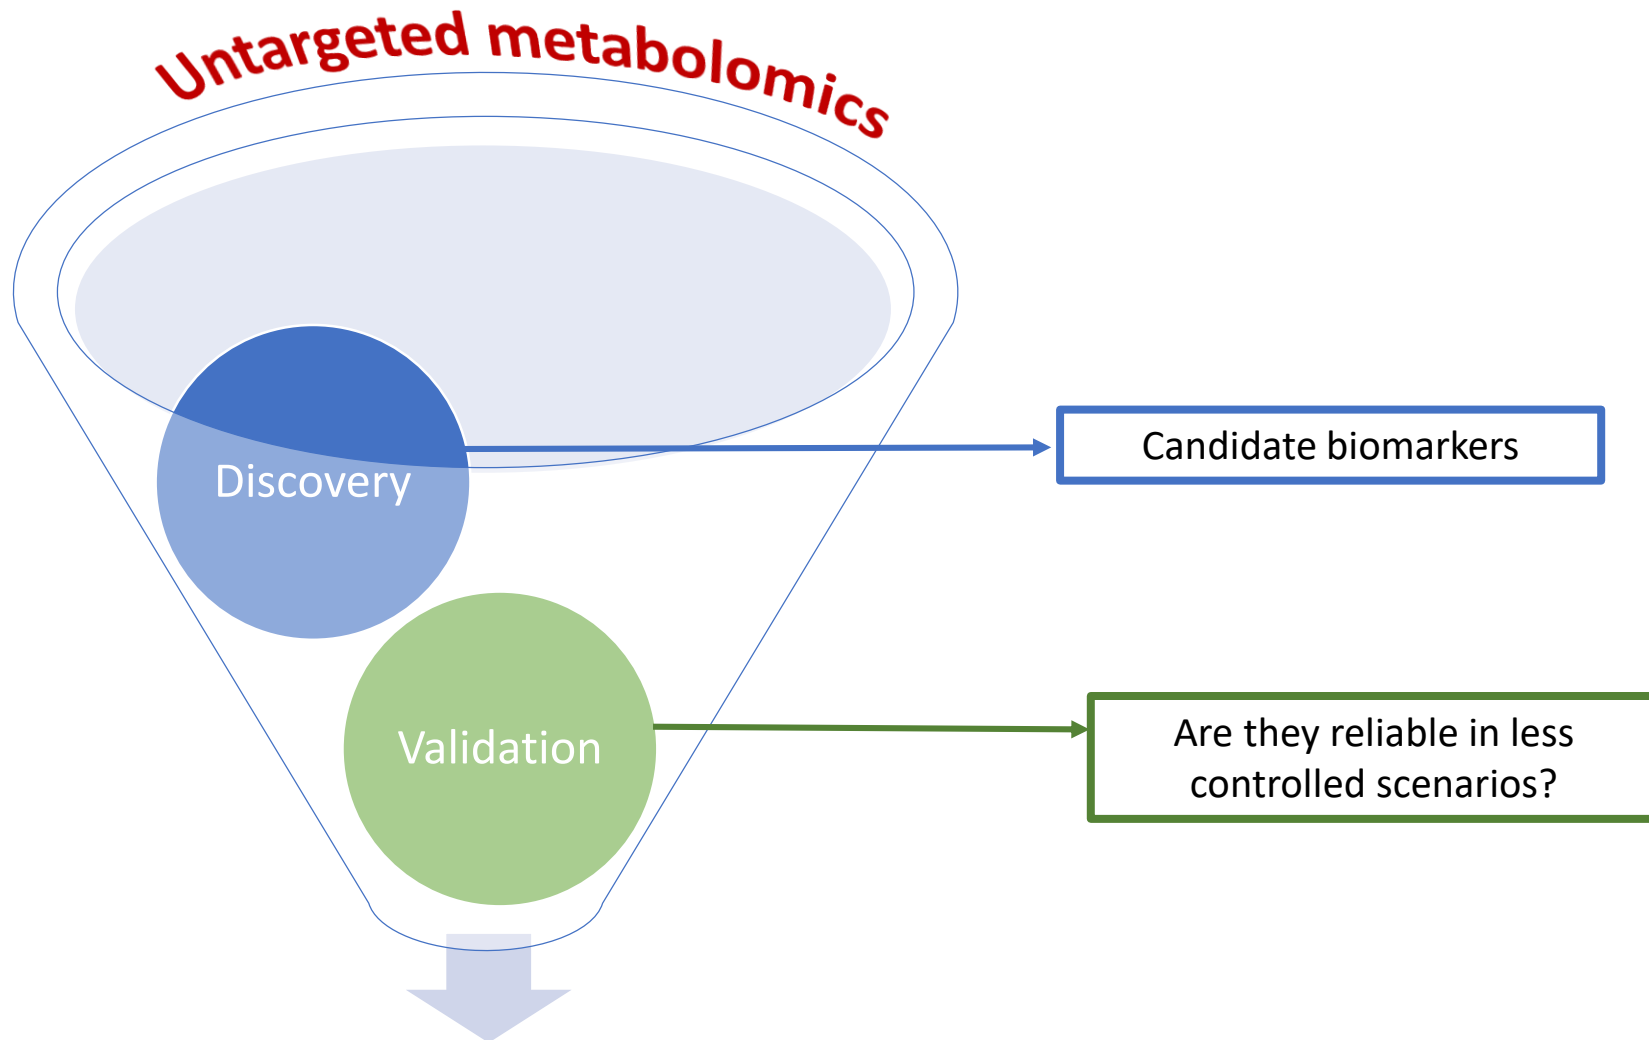 Untargeted metabolomics
Candidate biomarkers
Discovery
Are they reliable in less
controlled scenarios?
Validation